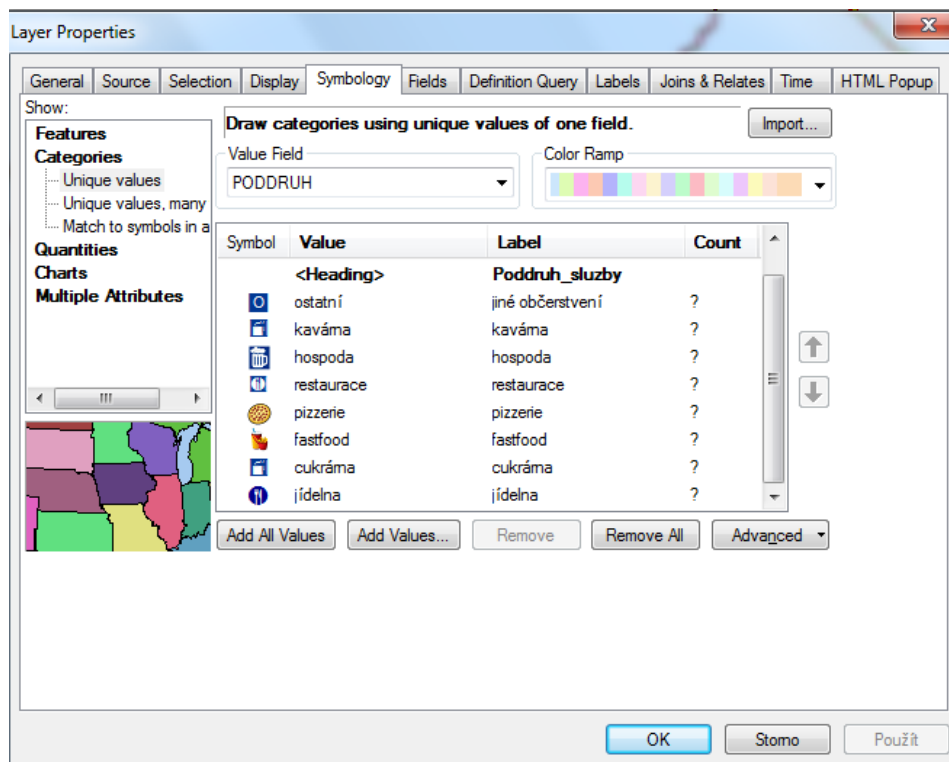 Layer Properties
General Source Selection Display Symbology Fields Definition Query Labels Joins & Relates Time HTML Popup
Show:
Features
Categories
Unique values
Unique values, many
Match to symbols in a
Quantities
Charts
Multiple Attributes
Draw categories using unique values of one field.
Import...
Value Field
PODDRUH
Color Ramp
Symbol Value Label Count
<Heading> Poddruh_sluzby
ostatní jiné občerstvení ?
kavárna kavárna ?
hospoda hospoda ?
restaurace restaurace ?
pizzerie pizzerie ?
fastfood fastfood ?
cukrárna cukrárna ?
jídelna jídelna ?
Add All Values Add Values... Remove Remove All Advanced
OK Storno Použít